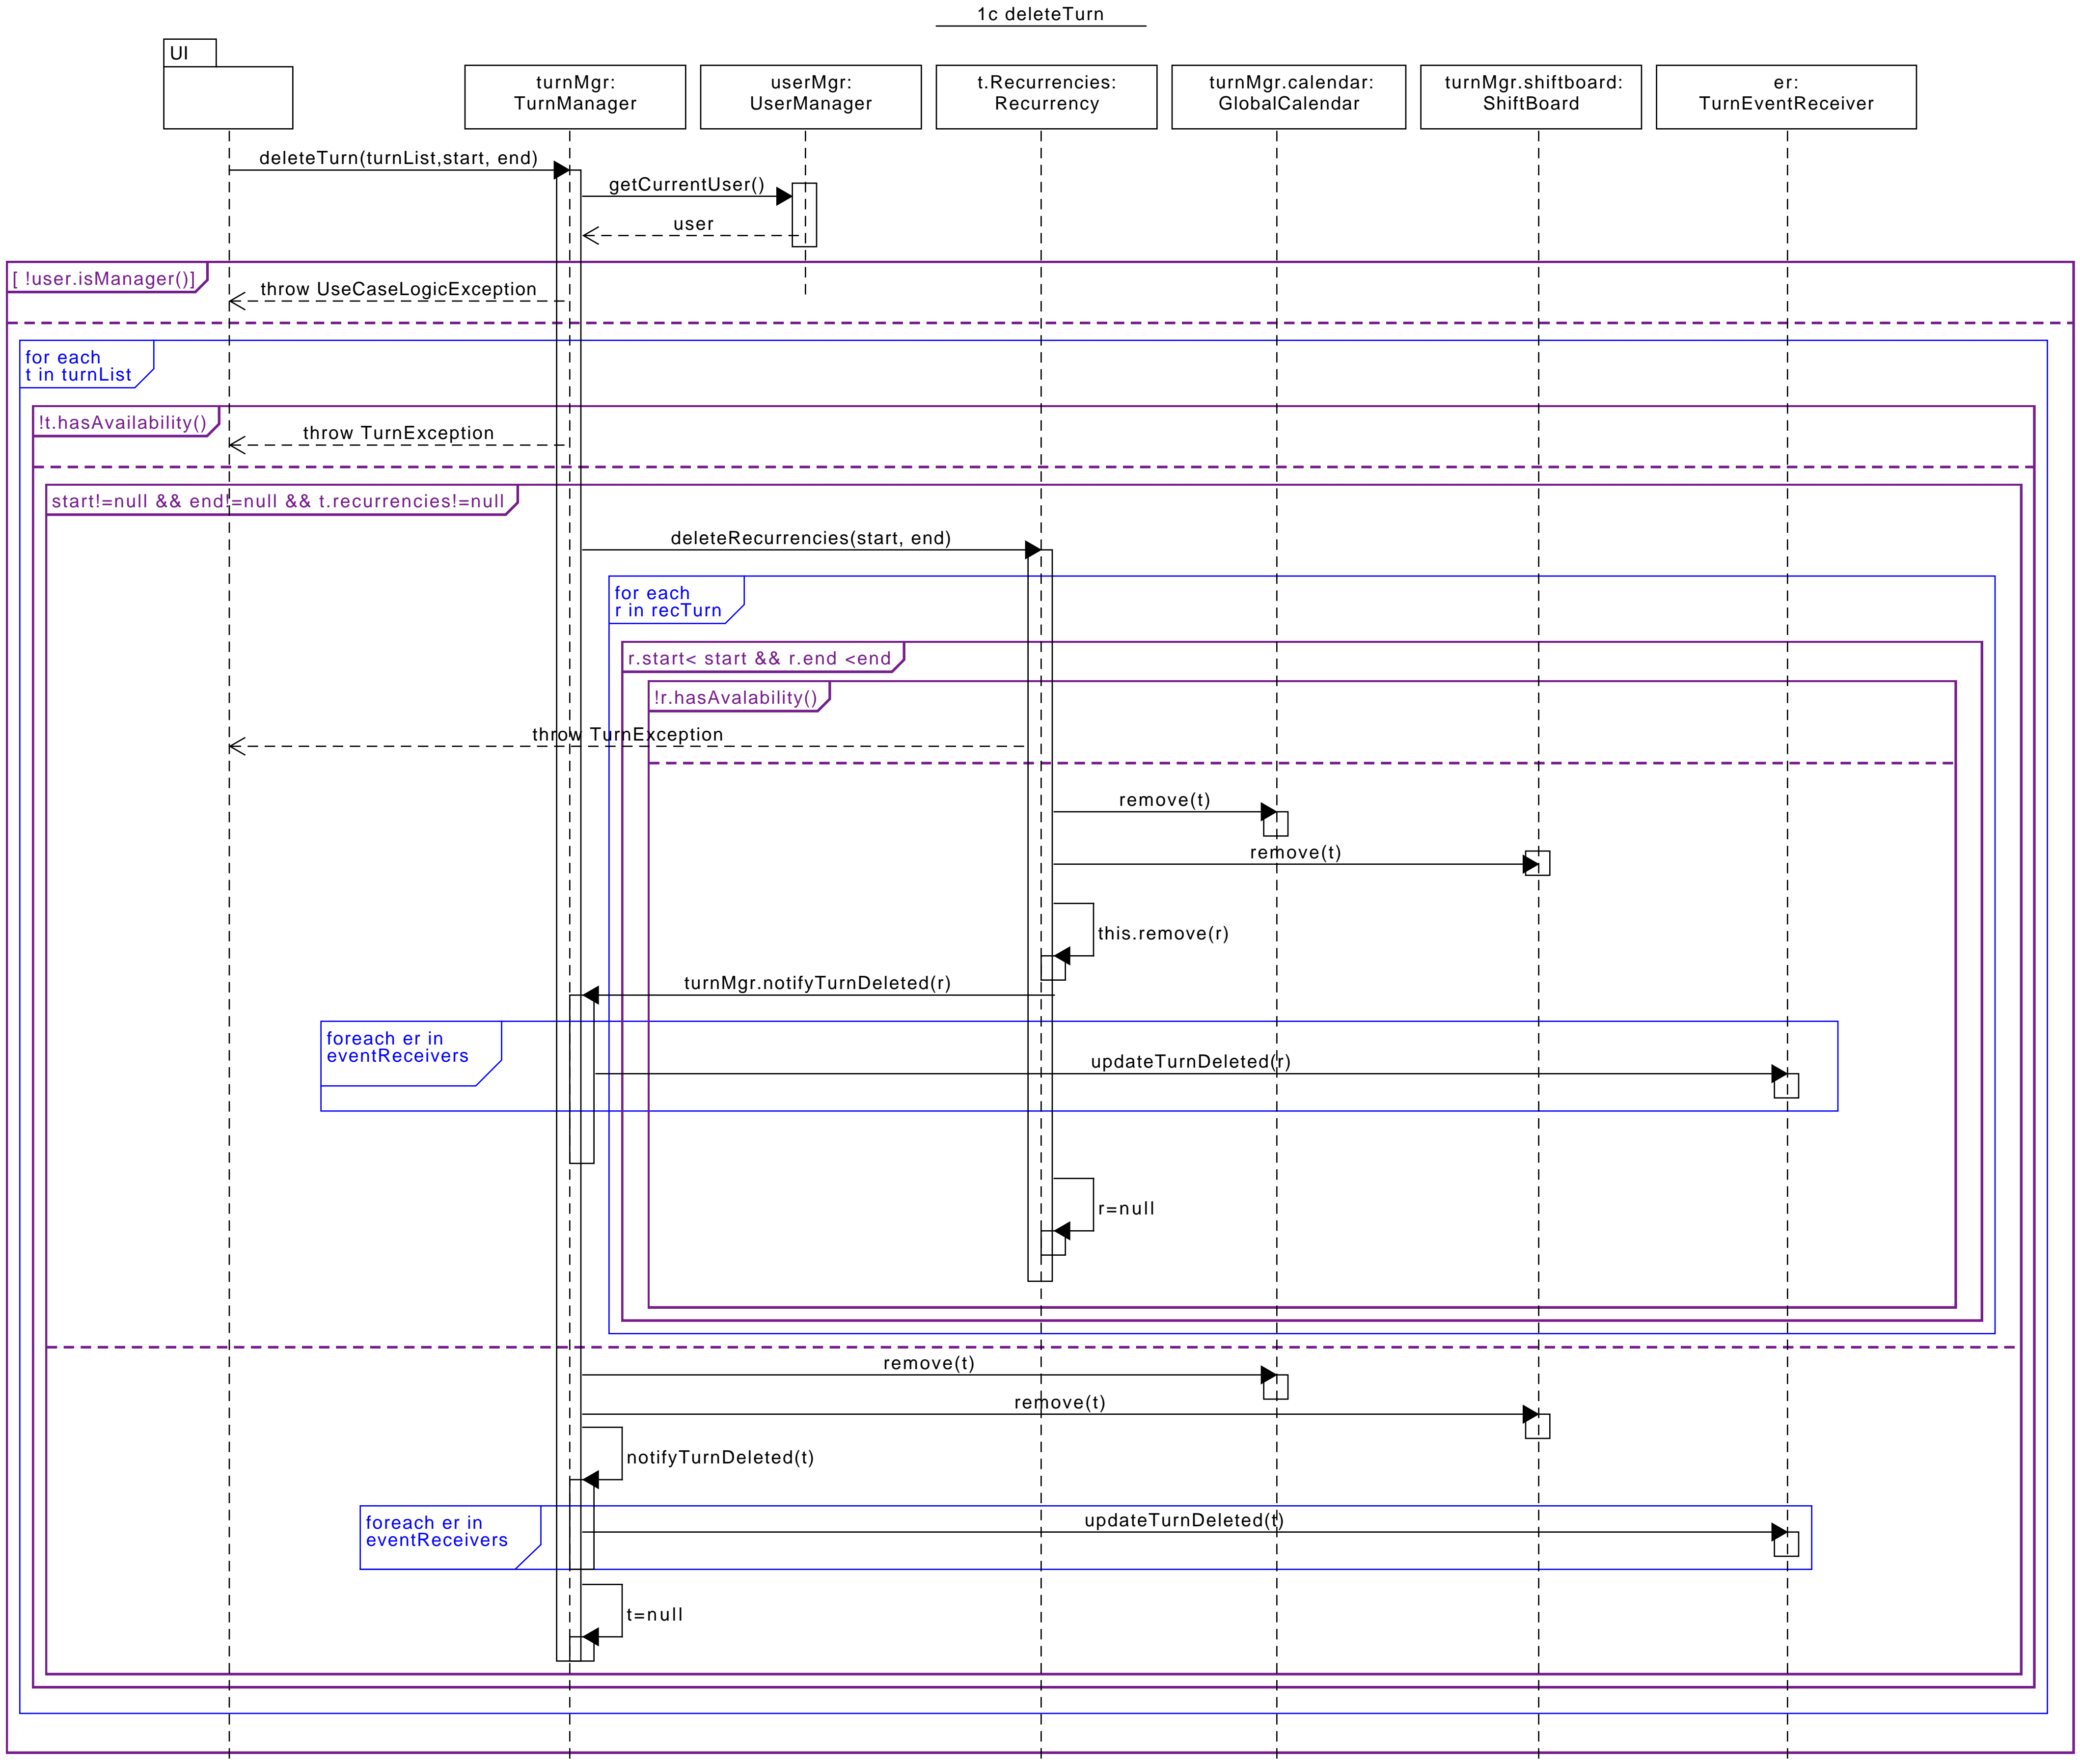 1c deleteTurn
UI
turnMgr:
TurnManager
userMgr:
UserManager
t.Recurrencies:
Recurrency
turnMgr.calendar:
GlobalCalendar
turnMgr.shiftboard:
ShiftBoard
er:
TurnEventReceiver
deleteTurn(turnList,start, end)
getCurrentUser()
user
[ !user.isManager()]
throw UseCaseLogicException
for each
t in turnList
!t.hasAvailability()
throw TurnException
start!=null && end!=null && t.recurrencies!=null
deleteRecurrencies(start, end)
for each
r in recTurn
r.start< start && r.end <end
!r.hasAvalability()
throw TurnException
remove(t)
remove(t)
this.remove(r)
turnMgr.notifyTurnDeleted(r)
foreach er in
eventReceivers
updateTurnDeleted(r)
r=null
remove(t)
remove(t)
notifyTurnDeleted(t)
foreach er in
eventReceivers
updateTurnDeleted(t)
t=null